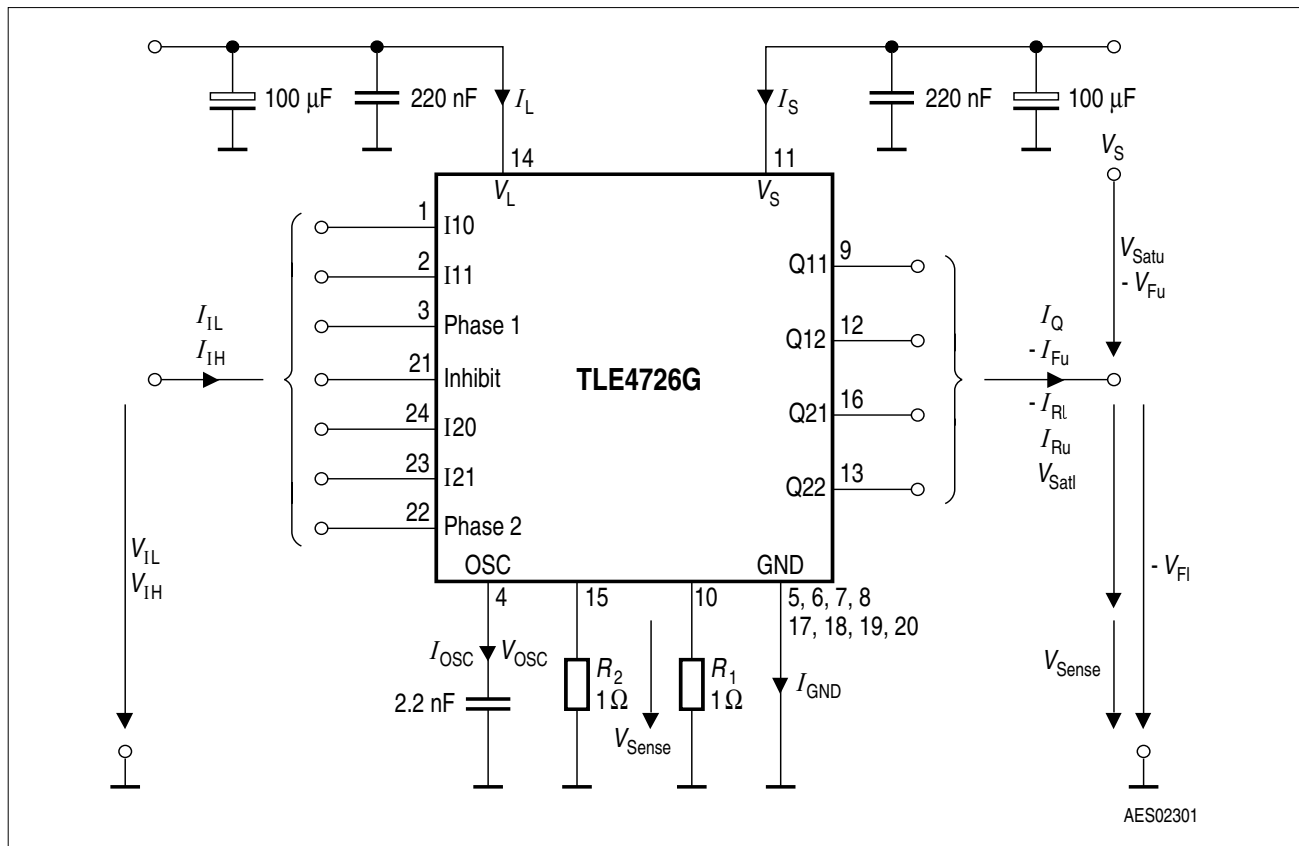 100 µF
220 nF
I_L
I_S
220 nF
100 µF
14
11
V_L
V_S
V_S
1
I10
2
I11
3
Phase 1
21
Inhibit
24
I20
23
I21
22
Phase 2
TLE4726G
Q11
9
Q12
12
Q21
16
Q22
13
I_IL
I_IH
I_Q
- I_Fu
- I_Rl
I_Ru
V_Satl
V_Satu
- V_Fu
OSC
GND
4
15
10
5, 6, 7, 8
17, 18, 19, 20
V_IL
V_IH
I_OSC
V_OSC
2.2 nF
R_2
1 Ω
V_Sense
R_1
1 Ω
I_GND
- V_Fl
V_Sense
AES02301